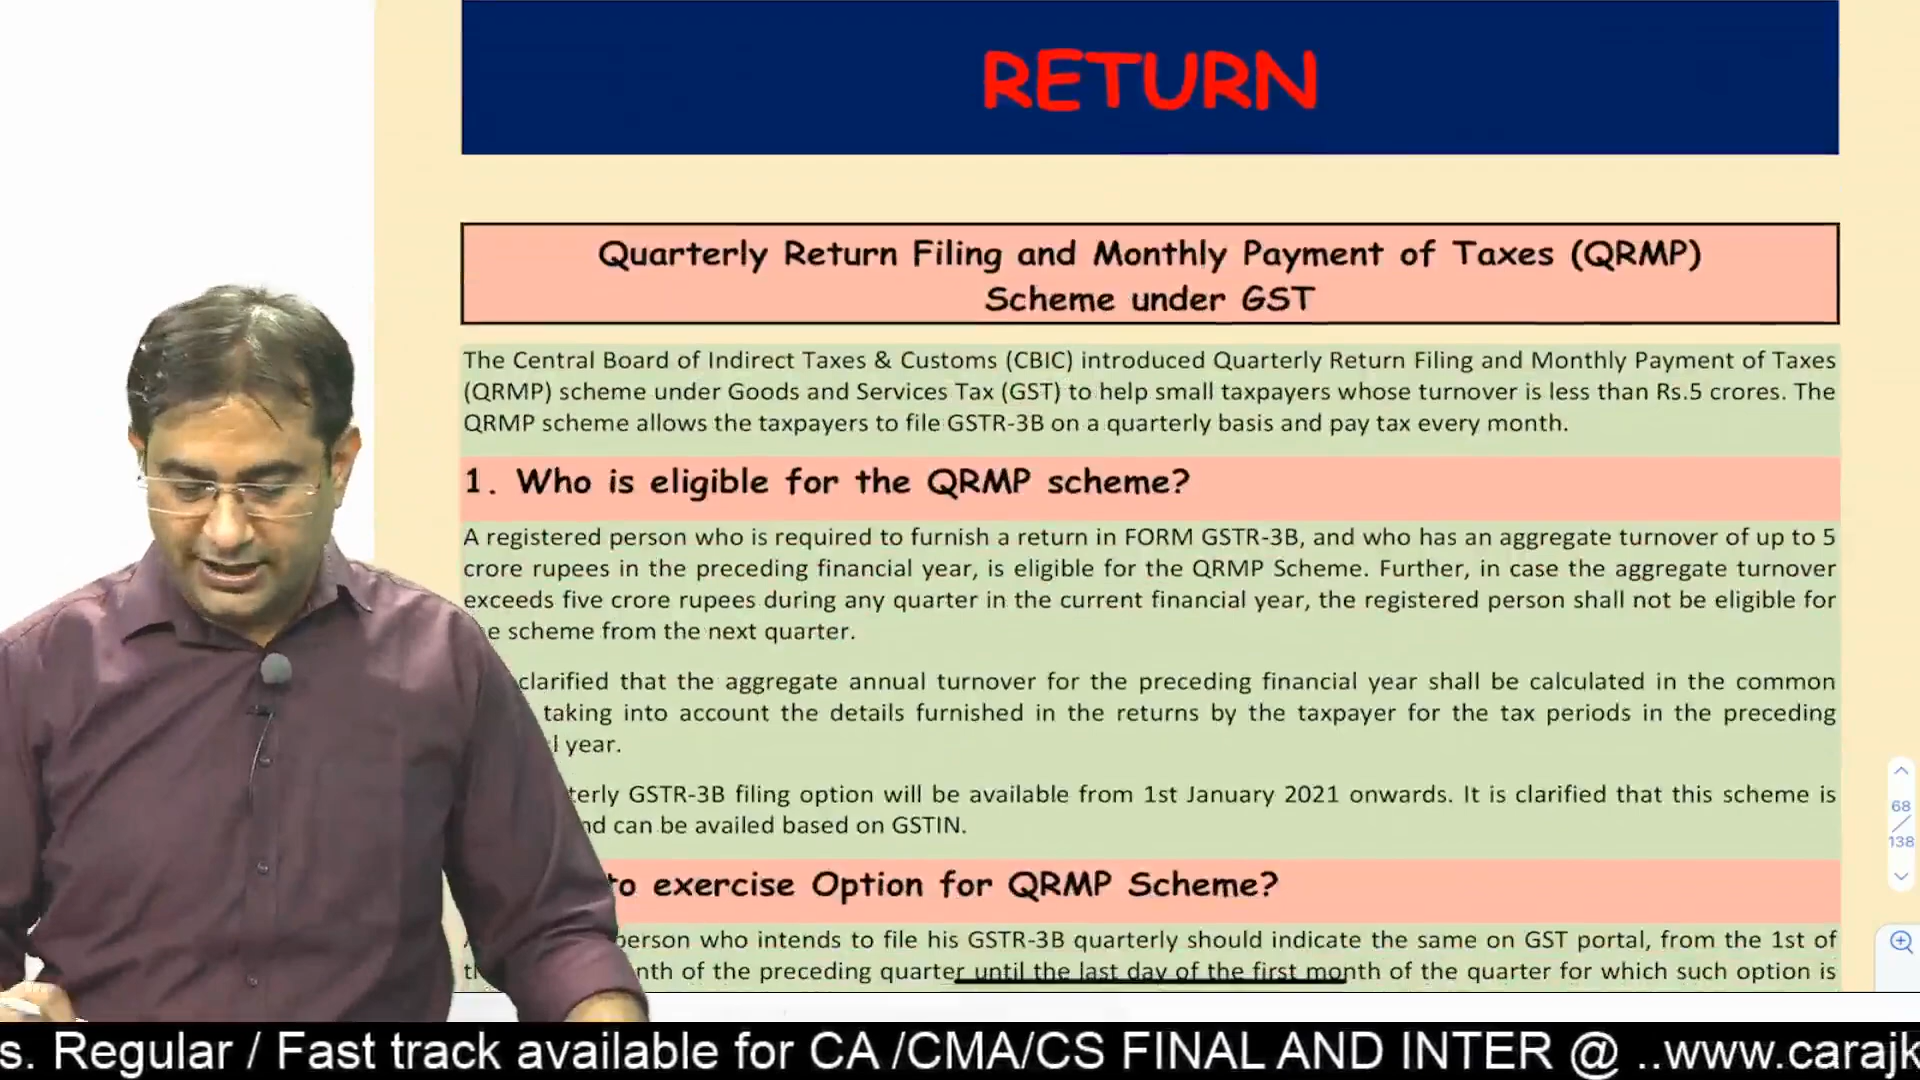 RETURN
Quarterly Return Filing and Monthly Payment of Taxes (QRMP)
Scheme under GST
The Central Board of Indirect Taxes & Customs (CBIC) introduced Quarterly Return Filing and Monthly Payment of Taxes
(QRMP) scheme under Goods and Services Tax (GST) to help small taxpayers whose turnover is less than Rs.5 crores. The
QRMP scheme allows the taxpayers to file GSTR-3B on a quarterly basis and pay tax every month.
1. Who is eligible for the QRMP scheme?
A registered person who is required to furnish a return in FORM GSTR-3B, and who has an aggregate turnover of up to 5
crore rupees in the preceding financial year, is eligible for the QRMP Scheme. Further, in case the aggregate turnover
exceeds five crore rupees during any quarter in the current financial year, the registered person shall not be eligible for
scheme from the next quarter.
clarified that the aggregate annual turnover for the preceding financial year shall be calculated in the common
taking into account the details furnished in the returns by the taxpayer for the tax periods in the preceding
year.
GSTR-3B filing option will be available from 1st January 2021 onwards. It is clarified that this scheme is
can be availed based on GSTIN.
to exercise Option for QRMP Scheme?
person who intends to file his GSTR-3B quarterly should indicate the same on GST portal, from the 1st of
of the preceding quarter until the last day of the first month of the quarter for which such option is
68
138
s. Regular / Fast track available for CA /CMA/CS FINAL AND INTER @ ..www.carajk